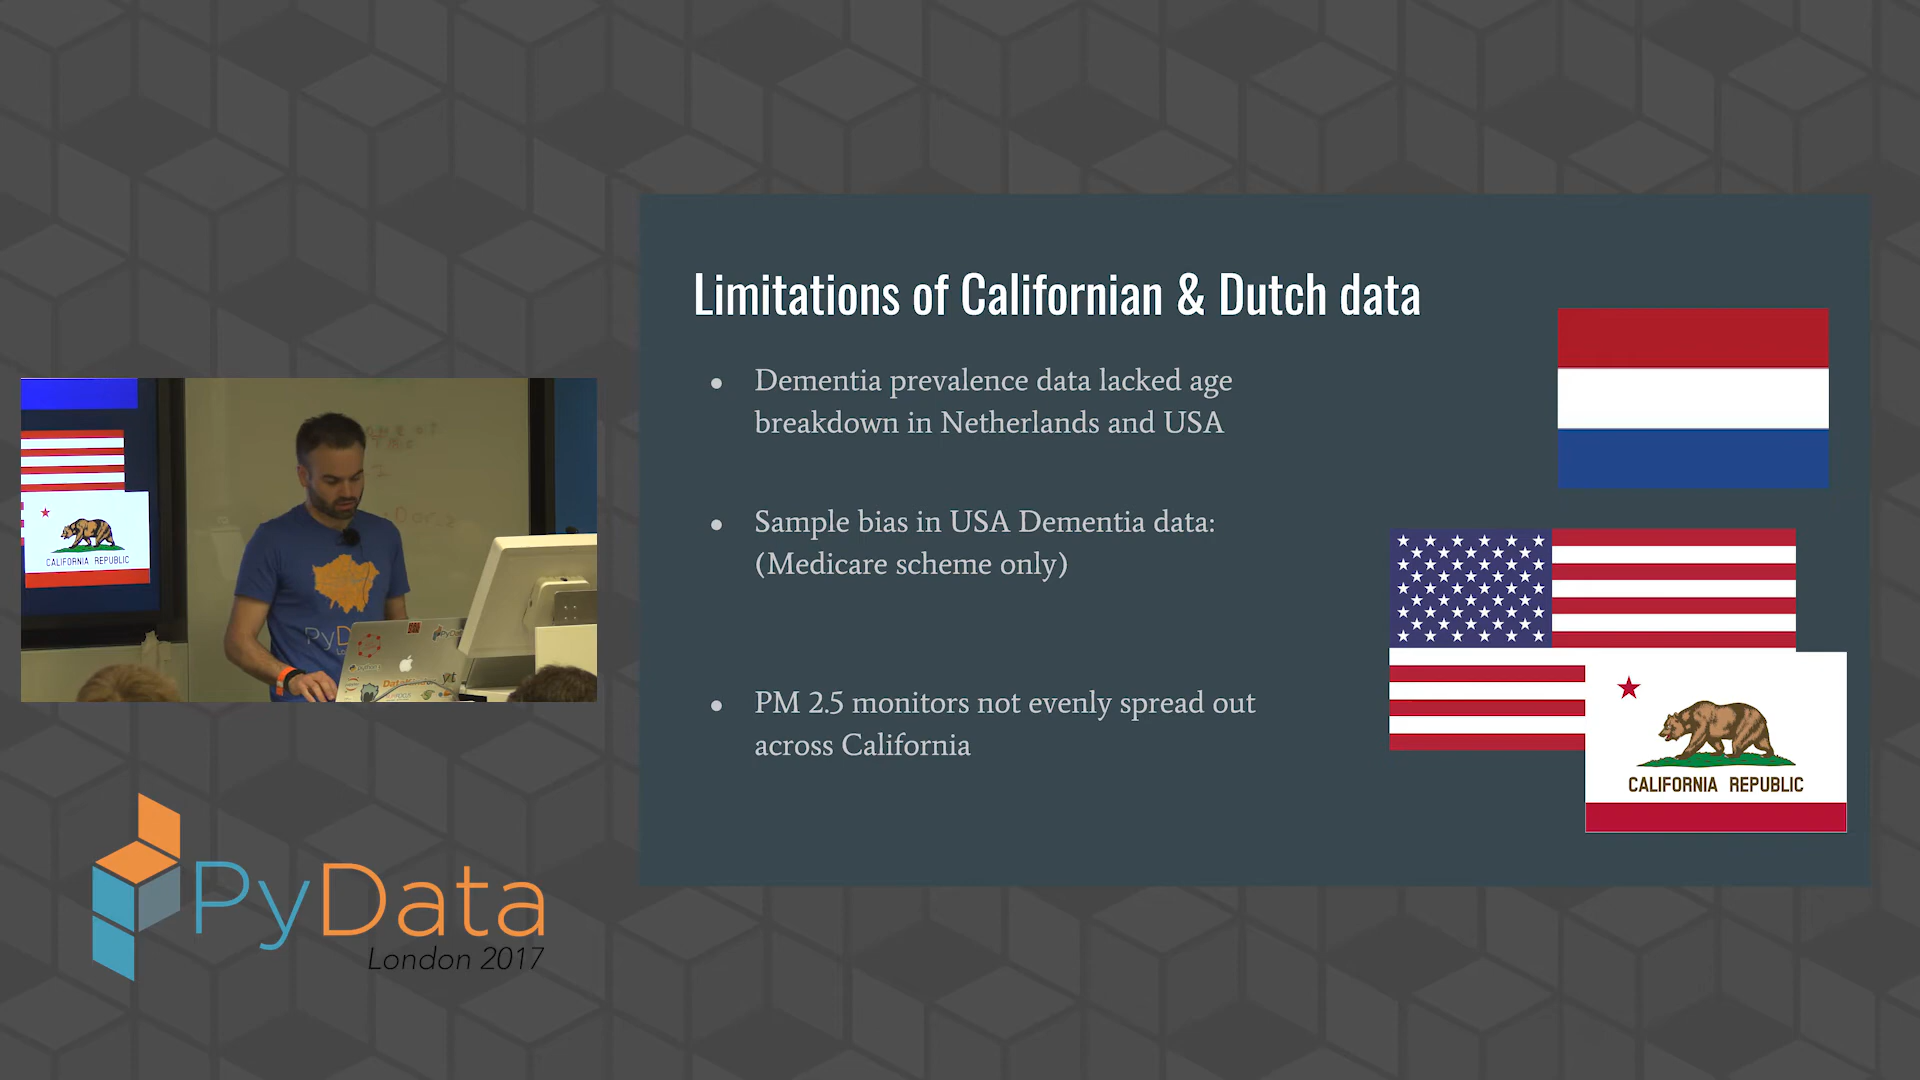 Limitations of Californian & Dutch data
● Dementia prevalence data lacked age
breakdown in Netherlands and USA
● Sample bias in USA Dementia data:
(Medicare scheme only)
● PM 2.5 monitors not evenly spread out
across California
CALIFORNIA REPUBLIC
CALIFORNIA REPUBLIC
PyData
London 2017